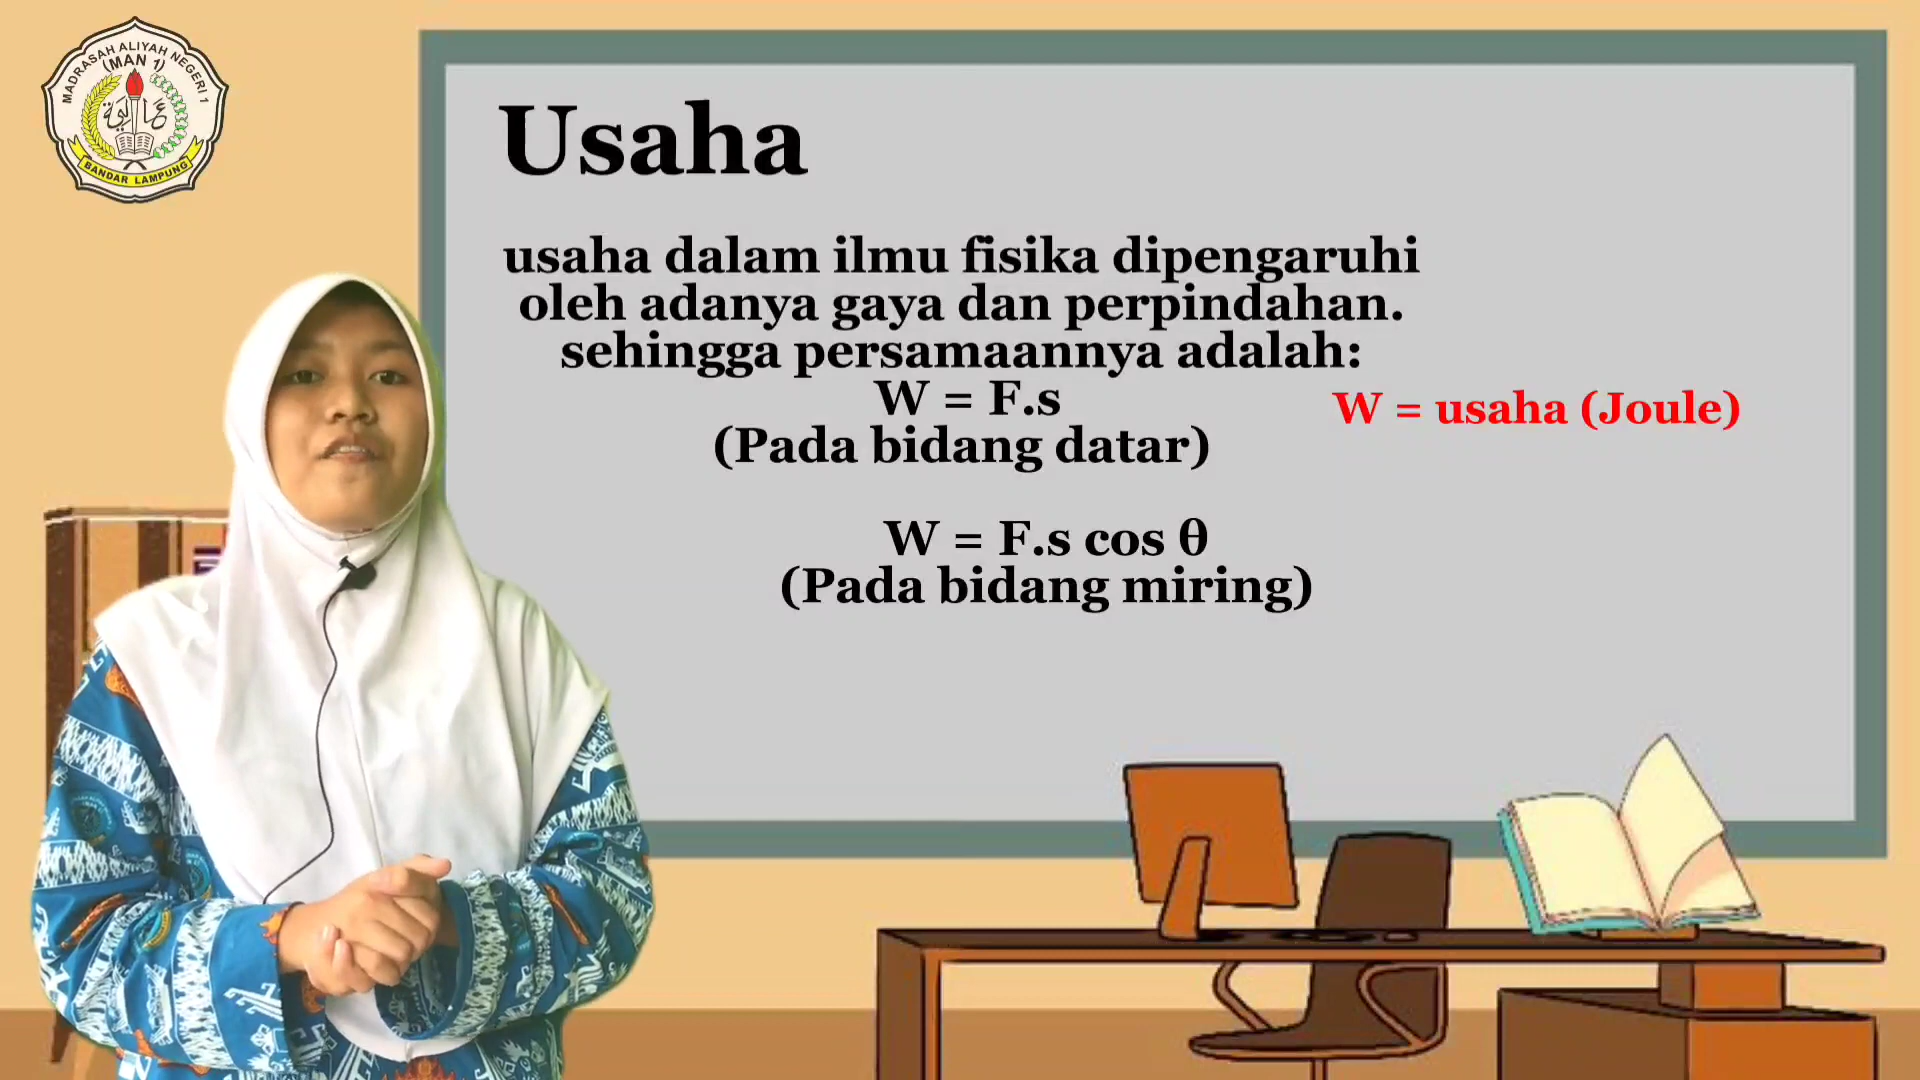 MADRASAH ALIYAH NEGERI 1
(MAN 1)
عالية
BANDAR LAMPUNG
Usaha
usaha dalam ilmu fisika dipengaruhi
oleh adanya gaya dan perpindahan.
sehingga persamaannya adalah:
W = F.s
(Pada bidang datar)
W = usaha (Joule)
W = F.s cos θ
(Pada bidang miring)